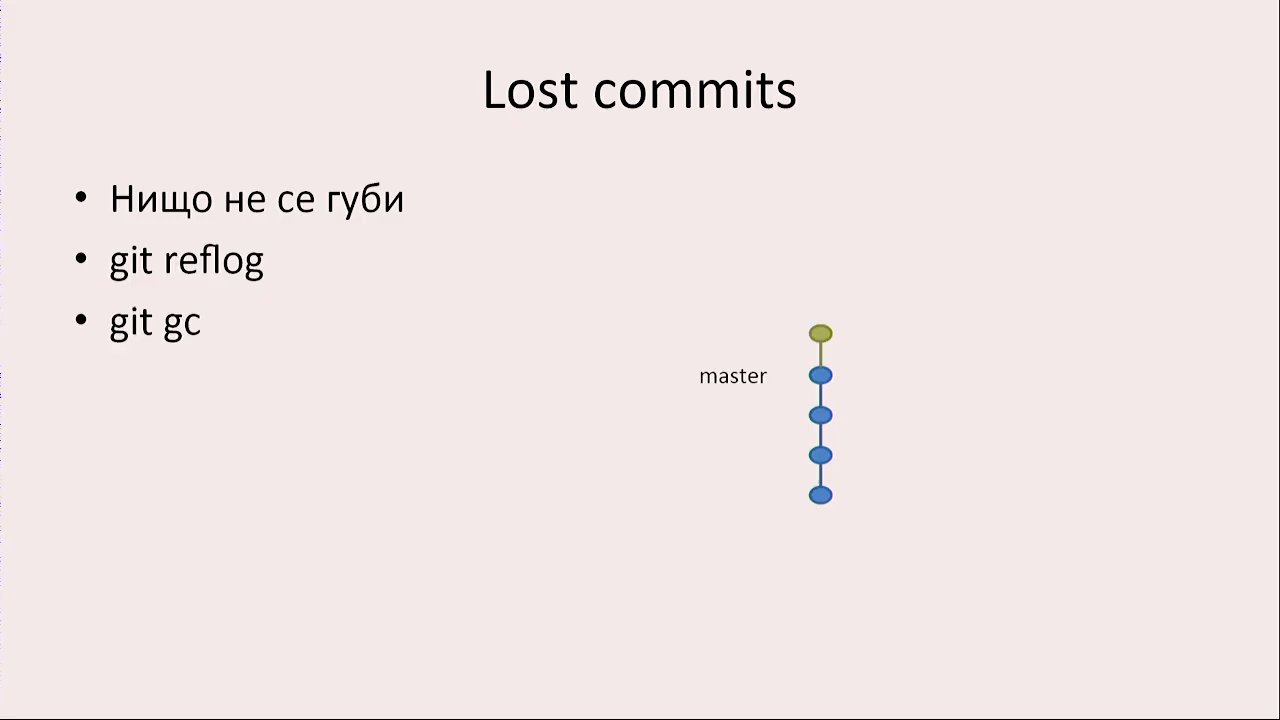 Lost commits
• Нищо не се губи
• git reflog
• git gc
master